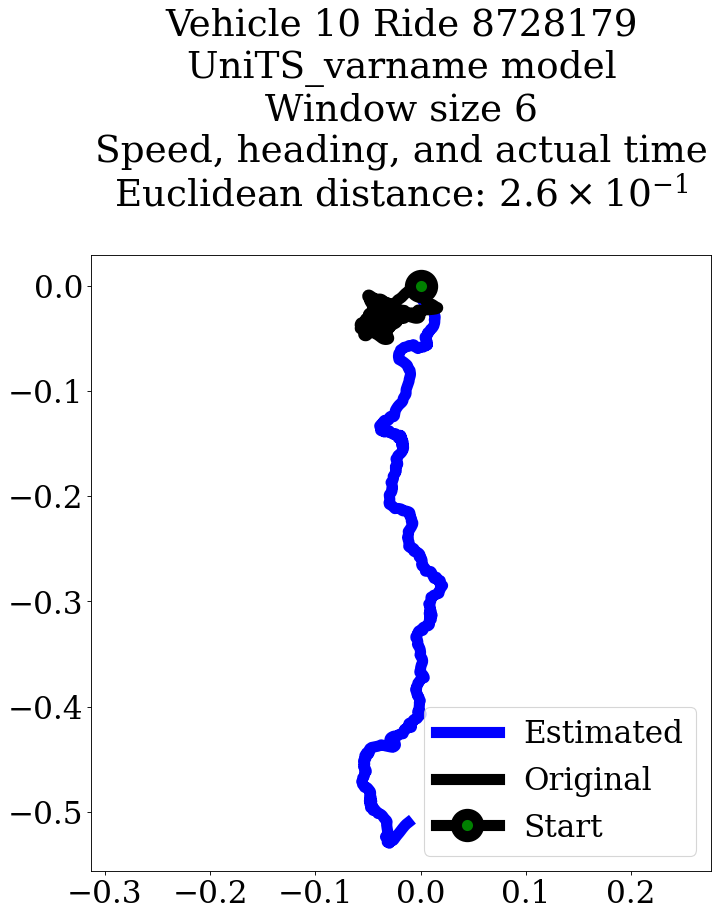 Vehicle 10 Ride 8728179
UniTS_varname model
Window size 6
Speed, heading, and actual time
Euclidean distance: 2.6 × 10⁻¹
0.0
−0.1
−0.2
−0.3
−0.4
−0.5
Estimated
Original
Start
−0.3 −0.2 −0.1 0.0 0.1 0.2